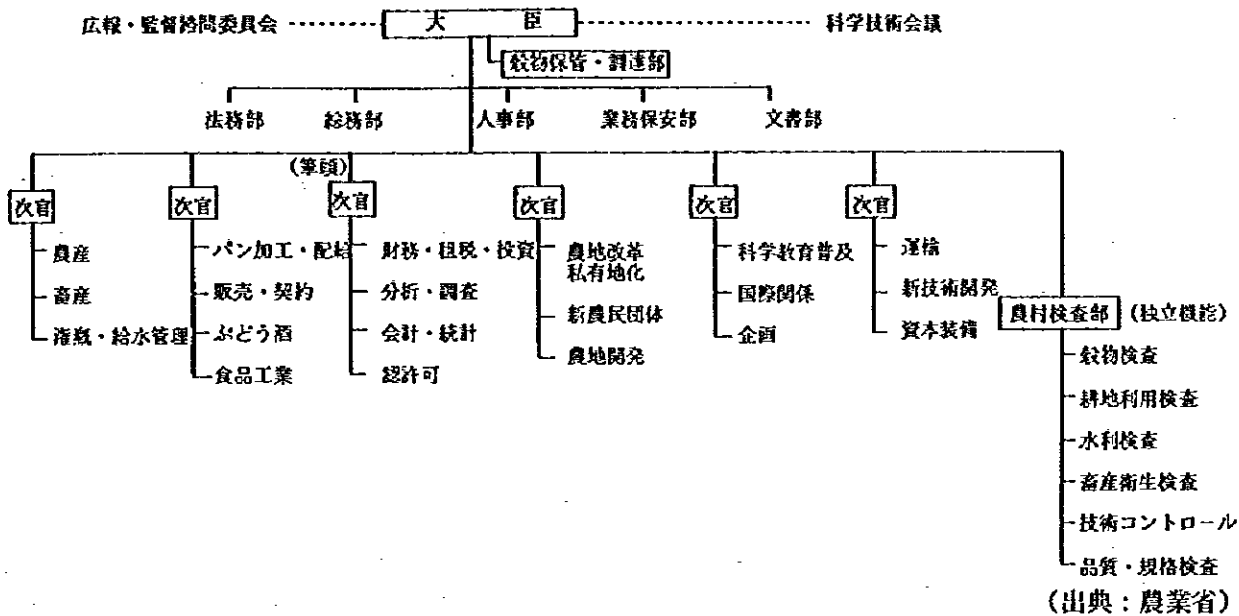 広報・監督諮問委員会
大 臣
科学技術会議
穀物保管・調達部
法務部 総務部 人事部 業務保安部 文書部
(筆頭)
次官 次官 次官 次官 次官 次官
農産
畜産
潅漑・給水管理
パン加工・配給
販売・契約
ぶどう酒
食品工業
財務・租税・投資
分析・調査
会計・統計
認許可
農地改革
私有地化
新農民団体
農地開発
科学教育普及
国際関係
企画
運輸
新技術開発
資本装備
農村検査部 (独立機能)
穀物検査
耕地利用検査
水利検査
畜産衛生検査
技術コントロール
品質・規格検査
(出典:農業省)